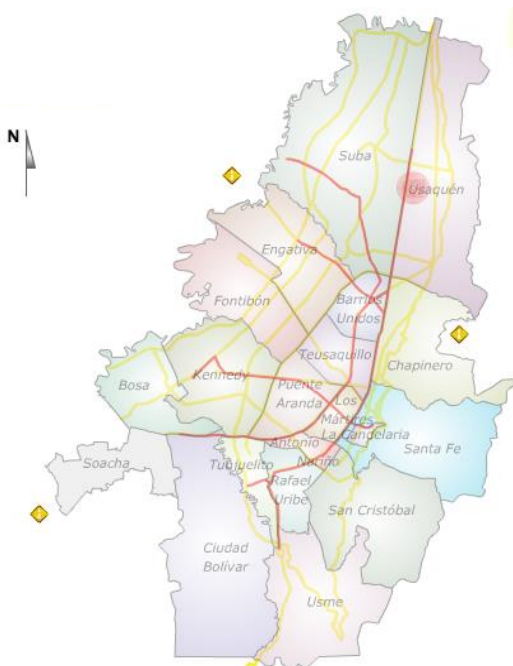 N
Suba
Usaquén
Engativa
Fontibón
Barrios
Unidos
Teusaquillo
Chapinero
Bosa
Kennedy
Puente
Aranda
Los
Mártires
La Candelaria
Santa Fe
Antonio
Nariño
Soacha
Tunjuelito
Rafael
Uribe
San Cristóbal
Ciudad
Bolívar
Usme